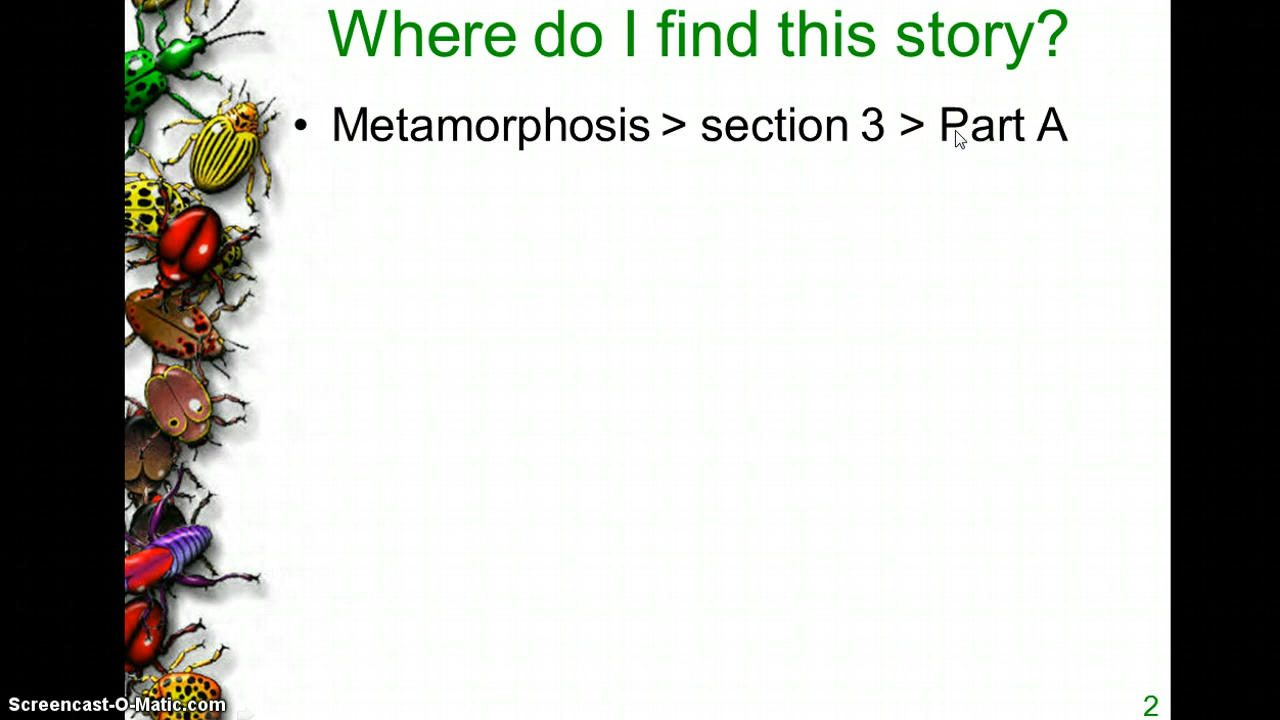 Where do I find this story?
• Metamorphosis > section 3 > Part A
Screencast-O-Matic.com
2